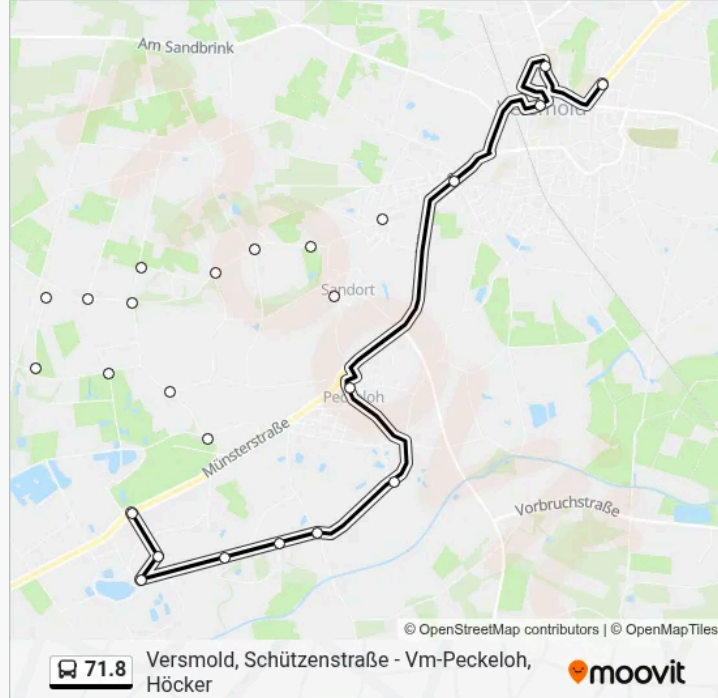 Am Sandbrink
Versmold
Sandort
Peckeloh
Münsterstraße
Vorbruchstraße
© OpenStreetMap contributors | © OpenMapTiles
71.8
Versmold, Schützenstraße - Vm-Peckeloh,
Höcker
moovit